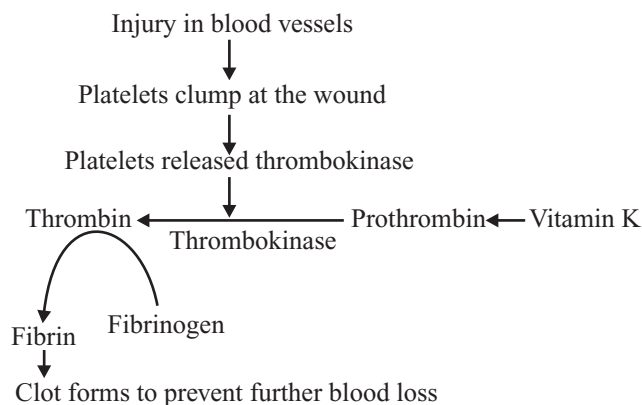 Injury in blood vessels
Platelets clump at the wound
Platelets released thrombokinase
Thrombin Prothrombin Vitamin K
Thrombokinase
Fibrinogen
Fibrin
Clot forms to prevent further blood loss